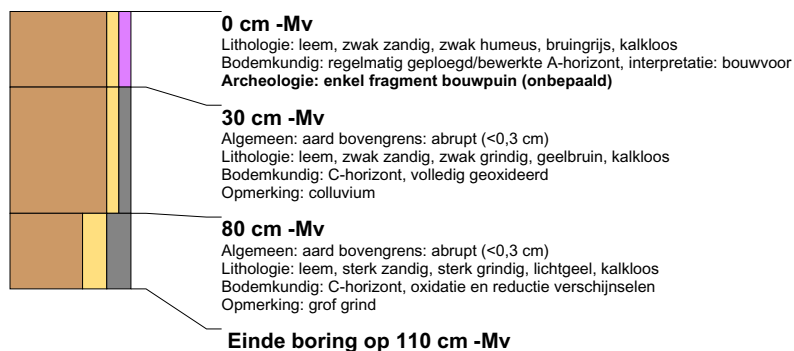 0 cm -Mv
Lithologie: leem, zwak zandig, zwak humeus, bruingrijs, kalkloos
Bodemkundig: regelmatig geploegd/bewerkte A-horizont, interpretatie: bouwvoor
Archeologie: enkel fragment bouwpuin (onbepaald)
30 cm -Mv
Algemeen: aard bovengrens: abrupt (<0,3 cm)
Lithologie: leem, zwak zandig, zwak grindig, geelbruin, kalkloos
Bodemkundig: C-horizont, volledig geoxideerd
Opmerking: colluvium
80 cm -Mv
Algemeen: aard bovengrens: abrupt (<0,3 cm)
Lithologie: leem, sterk zandig, sterk grindig, lichtgeel, kalkloos
Bodemkundig: C-horizont, oxidatie en reductie verschijnselen
Opmerking: grof grind
Einde boring op 110 cm -Mv